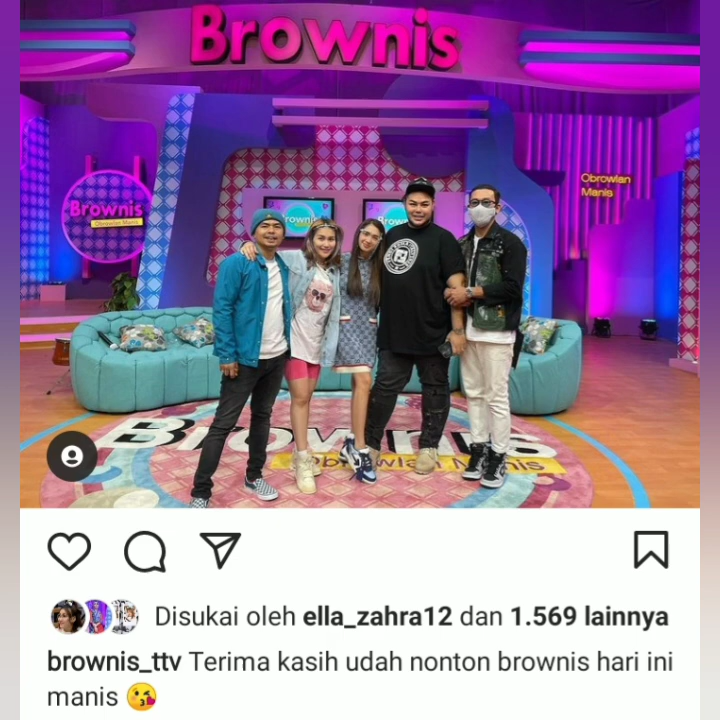 Brownis
Obrowlan
Manis
Brownis
Obrowlan Manis
Brownis
Obrowlan Manis
Disukai oleh ella_zahra12 dan 1.569 lainnya
brownis_ttv Terima kasih udah nonton brownis hari ini
manis 😘